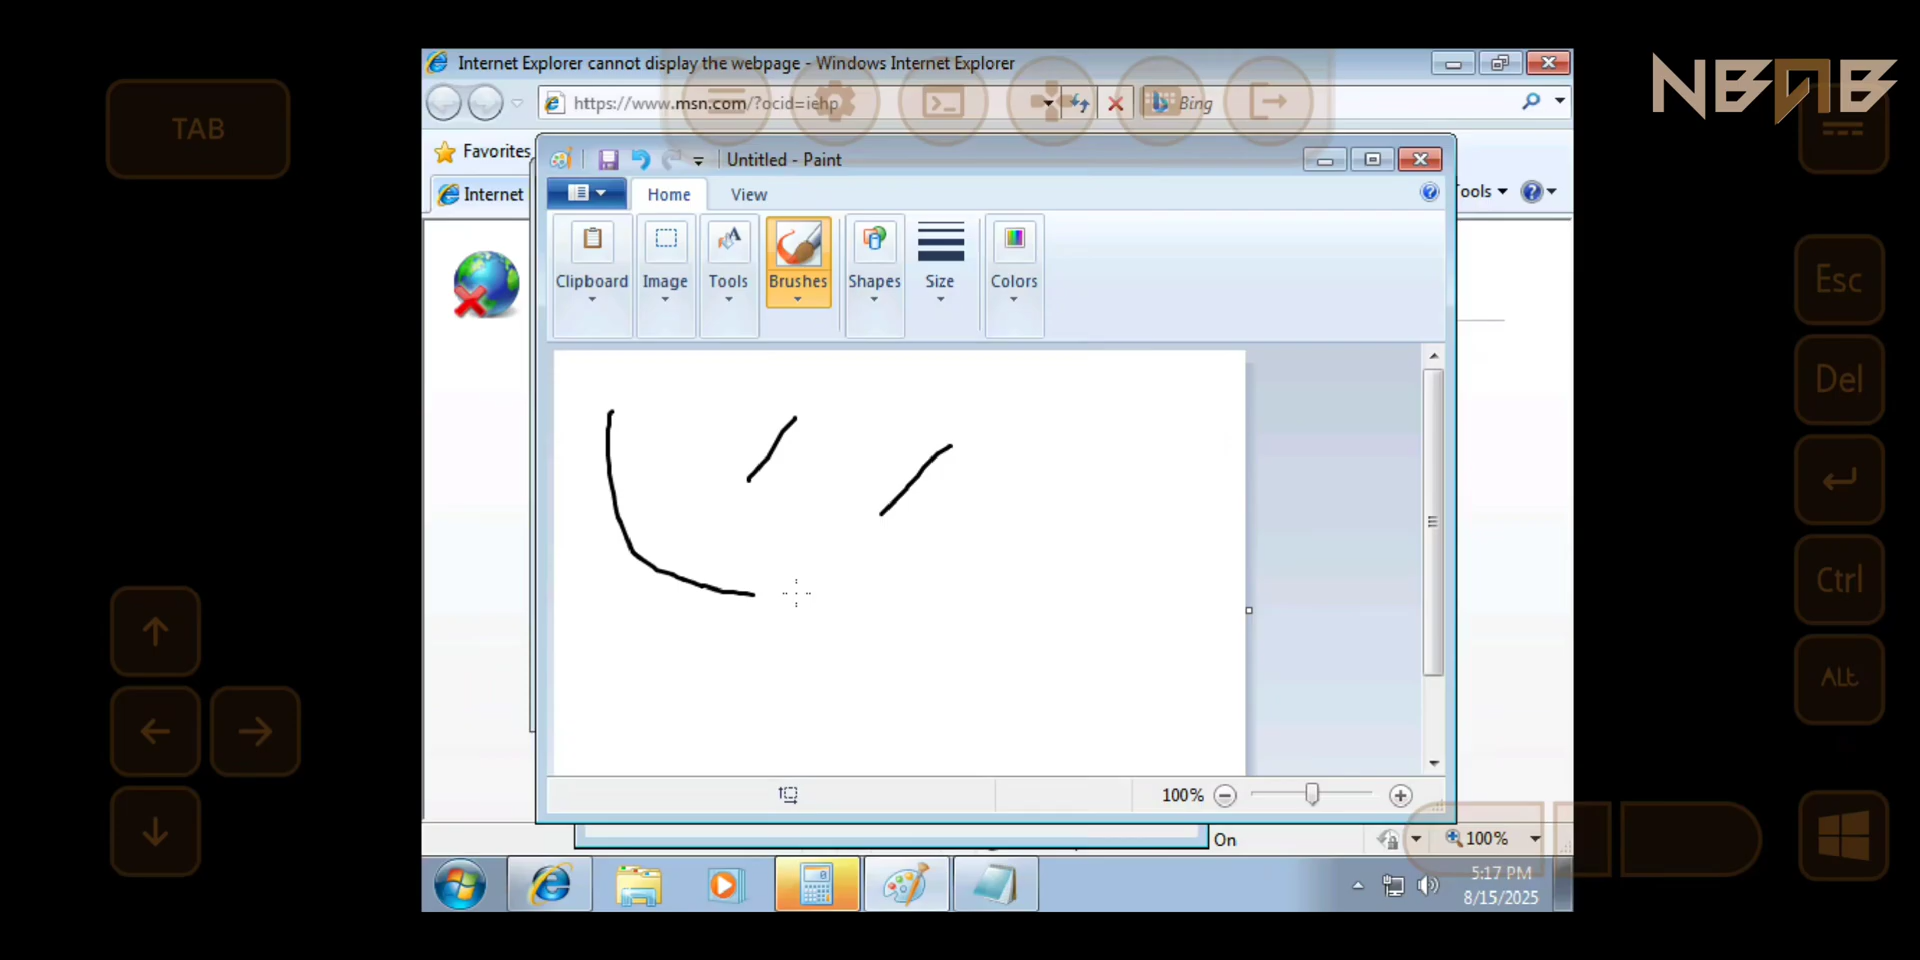 Internet Explorer cannot display the webpage - Windows Internet Explorer
NBAB
TAB
https://www.msn.com/?ocid=iehp
Bing
Favorites
Untitled - Paint
Internet
Home
View
Tools
Clipboard
Image
Tools
Brushes
Shapes
Size
Colors
Esc
Del
Ctrl
Alt
100%
On
100%
5:17 PM
8/15/2025